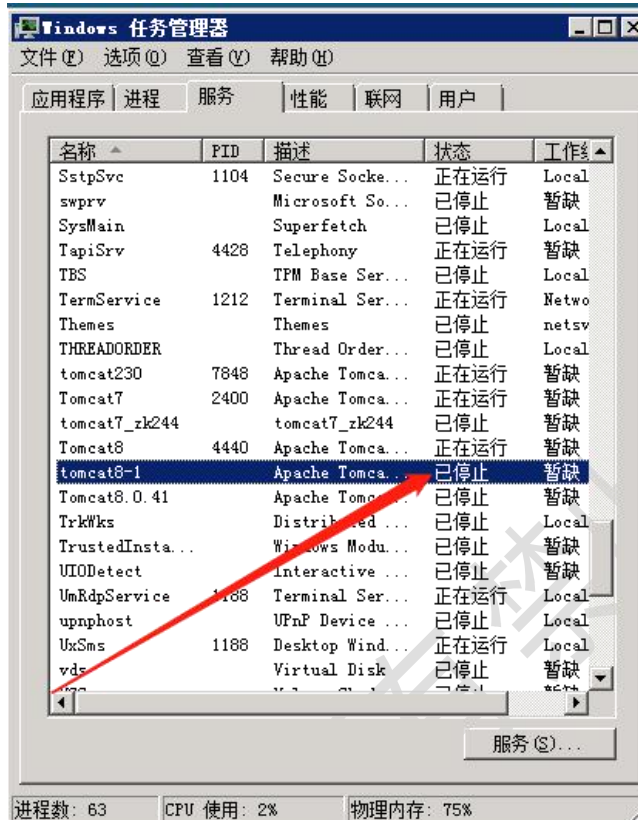 Windows 任务管理器
文件(F) 选项(O) 查看(V) 帮助(H)
应用程序 进程 服务 性能 联网 用户
名称 PID 描述 状态
SstpSvc 1104 Secure Socke... 正在运行 Local
swprv Microsoft So... 已停止 暂缺
SysMain Superfetch 已停止 Local
TapiSrv 4428 Telephony 正在运行 暂缺
TBS TPM Base Ser... 已停止 Local
TermService 1212 Terminal Ser... 正在运行 Netwo
Themes Themes 已停止 netsv
THREADORDER Thread Order... 已停止 Local
tomcat230 7848 Apache Tomca... 正在运行 暂缺
Tomcat7 2400 Apache Tomca... 正在运行 暂缺
tomcat7_zk244 tomcat7_zk244 已停止 暂缺
Tomcat8 4440 Apache Tomca... 正在运行 暂缺
tomcat8-1 Apache Tomca... 已停止 暂缺
Tomcat8.0.41 Apache 已停止 暂缺
TrkWks 已停止 Local
TrustedInsta... Modu... 已停止 暂缺
UI0Detect Interactive ... 已停止 暂缺
UmRdpService 1188 Terminal Ser... 正在运行 Local
upnphost UPnP Device ... 已停止 Local
UxSms 1188 Desktop Wind... 正在运行 Local
vds Virtual Disk 已停止 暂缺
服务(S)...
进程数: 63 CPU 使用: 2% 物理内存: 75%